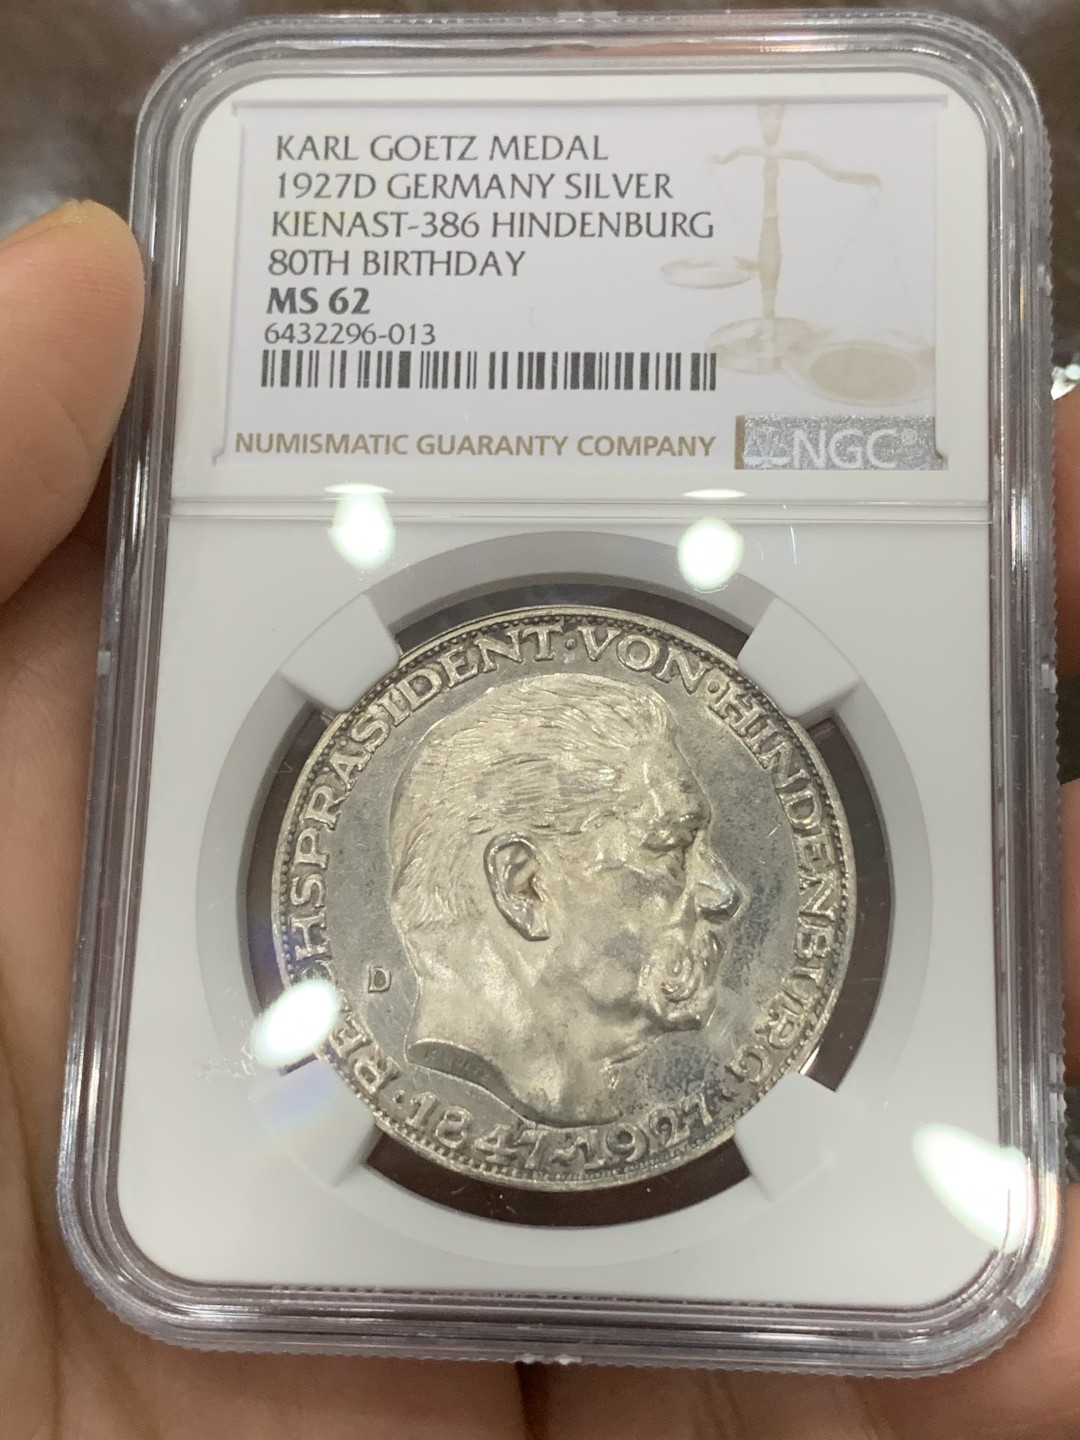 KARL GOETZ MEDAL
1927D GERMANY SILVER
KIENAST-386 HINDENBURG
80TH BIRTHDAY
MS 62
6432296-013
NUMISMATIC GUARANTY COMPANY
NGC®
REICHSPRÄSIDENT·VON·HINDENBURG
D
·1847-1927·